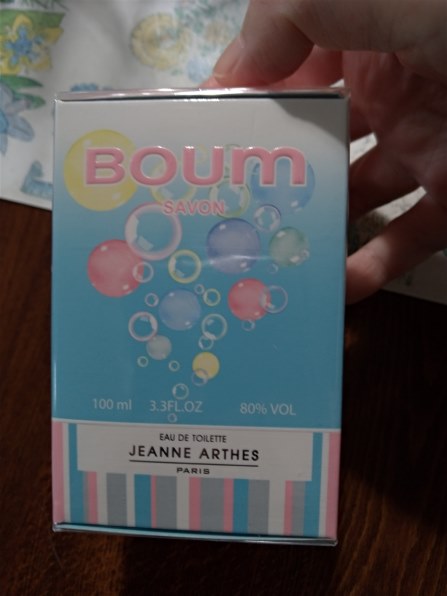 BOUM
SAVON
100 ml 3.3FL.OZ 80% VOL
EAU DE TOILETTE
JEANNE ARTHES
PARIS